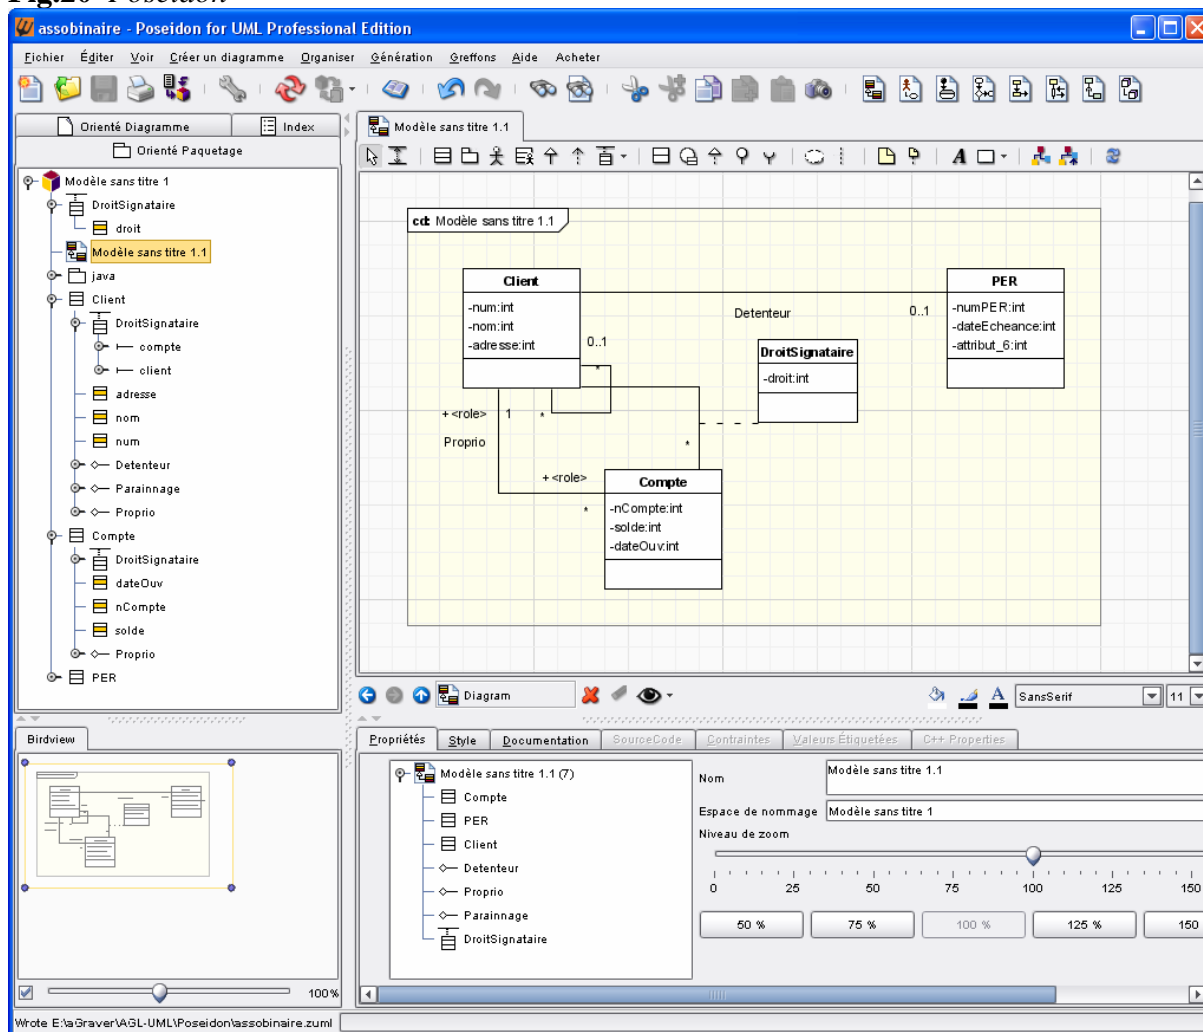 Fig.20 Poseidon
assobinaire - Poseidon for UML Professional Edition
Fichier Éditer Voir Créer un diagramme Organiser Génération Greffons Aide Acheter
Orienté Diagramme Index
Orienté Paquetage
Modèle sans titre 1
DroitSignataire
droit
Modèle sans titre 1.1
java
Client
DroitSignataire
compte
client
adresse
nom
num
Detenteur
Parainnage
Proprio
Compte
DroitSignataire
dateOuv
nCompte
solde
Proprio
PER
Modèle sans titre 1.1
A
cd: Modèle sans titre 1.1
Client
-num:int
-nom:int
-adresse:int
PER
-numPER:int
-dateEcheance:int
-attribut_6:int
Detenteur
0..1
0..1
*
*
DroitSignataire
-droit:int
+ <role> 1
Proprio
*
+ <role>
*
Compte
-nCompte:int
-solde:int
-dateOuv:int
Diagram
A SansSerif 11
Birdview
100%
Propriétés Style Documentation SourceCode Contraintes Valeurs Étiquetées C++ Properties
Modèle sans titre 1.1 (7)
Compte
PER
Client
Detenteur
Proprio
Parainnage
DroitSignataire
Nom Modèle sans titre 1.1
Espace de nommage Modèle sans titre 1
Niveau de zoom
0 25 50 75 100 125 150
50 % 75 % 100 % 125 % 150
Wrote E:\aGraver\AGL-UML\Poseidon\assobinaire.zuml